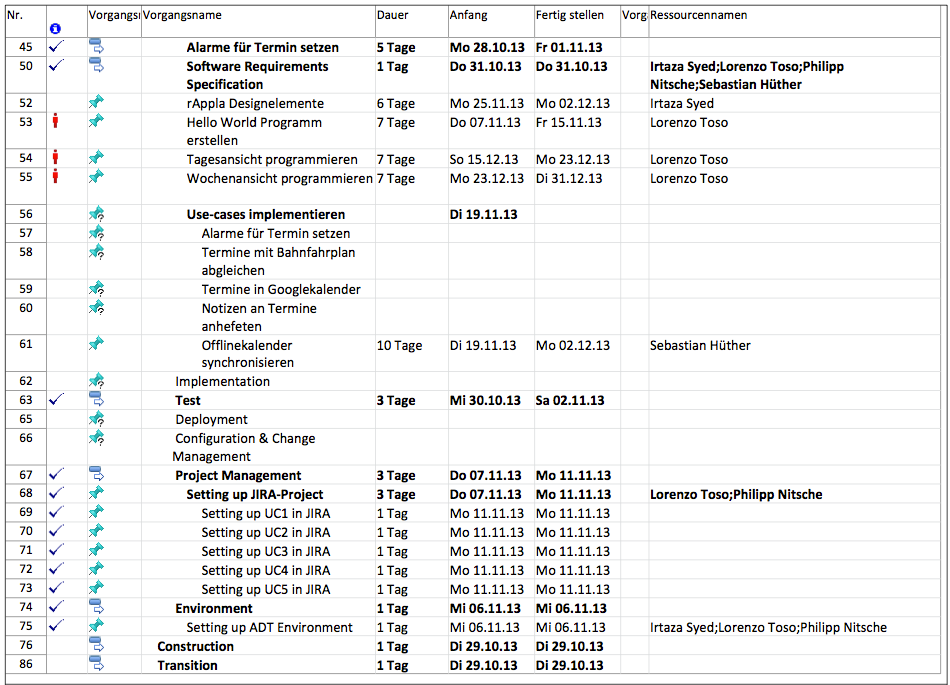 Nr. Vorgangsı Vorgangsname Dauer Anfang Fertig stellen Vorg Ressourcennamen
45 Alarme für Termin setzen 5 Tage Mo 28.10.13 Fr 01.11.13
50 Software Requirements 1 Tag Do 31.10.13 Do 31.10.13 Irtaza Syed;Lorenzo Toso;Philipp
Specification Nitsche;Sebastian Hüther
52 rAppla Designelemente 6 Tage Mo 25.11.13 Mo 02.12.13 Irtaza Syed
53 Hello World Programm 7 Tage Do 07.11.13 Fr 15.11.13 Lorenzo Toso
erstellen
54 Tagesansicht programmieren 7 Tage So 15.12.13 Mo 23.12.13 Lorenzo Toso
55 Wochenansicht programmieren 7 Tage Mo 23.12.13 Di 31.12.13 Lorenzo Toso
56 Use-cases implementieren Di 19.11.13
57 Alarme für Termin setzen
58 Termine mit Bahnfahrplan
abgleichen
59 Termine in Googlekalender
60 Notizen an Termine
anhefeten
61 Offlinekalender 10 Tage Di 19.11.13 Mo 02.12.13 Sebastian Hüther
synchronisieren
62 Implementation
63 Test 3 Tage Mi 30.10.13 Sa 02.11.13
65 Deployment
66 Configuration & Change
Management
67 Project Management 3 Tage Do 07.11.13 Mo 11.11.13
68 Setting up JIRA-Project 3 Tage Do 07.11.13 Mo 11.11.13 Lorenzo Toso;Philipp Nitsche
69 Setting up UC1 in JIRA 1 Tag Mo 11.11.13 Mo 11.11.13
70 Setting up UC2 in JIRA 1 Tag Mo 11.11.13 Mo 11.11.13
71 Setting up UC3 in JIRA 1 Tag Mo 11.11.13 Mo 11.11.13
72 Setting up UC4 in JIRA 1 Tag Mo 11.11.13 Mo 11.11.13
73 Setting up UC5 in JIRA 1 Tag Mo 11.11.13 Mo 11.11.13
74 Environment 1 Tag Mi 06.11.13 Mi 06.11.13
75 Setting up ADT Environment 1 Tag Mi 06.11.13 Mi 06.11.13 Irtaza Syed;Lorenzo Toso;Philipp Nitsche
76 Construction 1 Tag Di 29.10.13 Di 29.10.13
86 Transition 1 Tag Di 29.10.13 Di 29.10.13